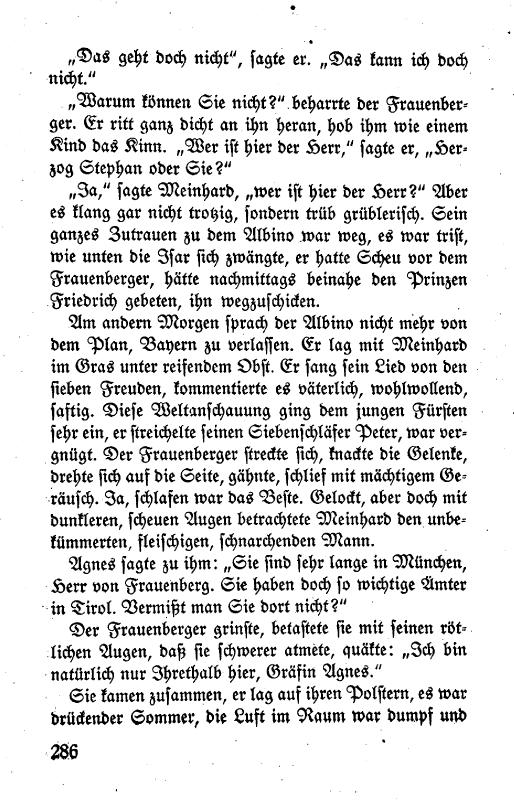 „Das geht doch nicht“, sagte er. „Das kann ich doch
nicht.“
„Warum können Sie nicht?“ beharrte der Frauenber-
ger. Er ritt ganz dicht an ihn heran, hob ihm wie einem
Kind das Kinn. „Wer ist hier der Herr,“ sagte er, „Her-
zog Stephan oder Sie?“
„Ja,“ sagte Meinhard, „wer ist hier der Herr?“ Aber
es klang gar nicht trotzig, sondern trüb grüblerisch. Sein
ganzes Zutrauen zu dem Albino war weg, es war trist,
wie unten die Isar sich zwängte, er hatte Scheu vor dem
Frauenberger, hätte nachmittags beinahe den Prinzen
Friedrich gebeten, ihn wegzuschicken.
Am andern Morgen sprach der Albino nicht mehr von
dem Plan, Bayern zu verlassen. Er lag mit Meinhard
im Gras unter reifendem Obst. Er sang sein Lied von den
sieben Freuden, kommentierte es väterlich, wohlwollend,
saftig. Diese Weltanschauung ging dem jungen Fürsten
sehr ein, er streichelte seinen Siebenschläfer Peter, war ver-
gnügt. Der Frauenberger streckte sich, knackte die Gelenke,
drehte sich auf die Seite, gähnte, schlief mit mächtigem Ge-
räusch. Ja, schlafen war das Beste. Gelockt, aber doch mit
dunkleren, scheuen Augen betrachtete Meinhard den unbe-
kümmerten, fleischigen, schnarchenden Mann.
Agnes sagte zu ihm: „Sie sind sehr lange in München,
Herr von Frauenberg. Sie haben doch so wichtige Ämter
in Tirol. Vermißt man Sie dort nicht?“
Der Frauenberger grinste, betastete sie mit seinen röt-
lichen Augen, daß sie schwerer atmete, quäkte: „Ich bin
natürlich nur Ihrethalb hier, Gräfin Agnes.“
Sie kamen zusammen, er lag auf ihren Polstern, es war
drückender Sommer, die Luft im Raum war dumpf und
286